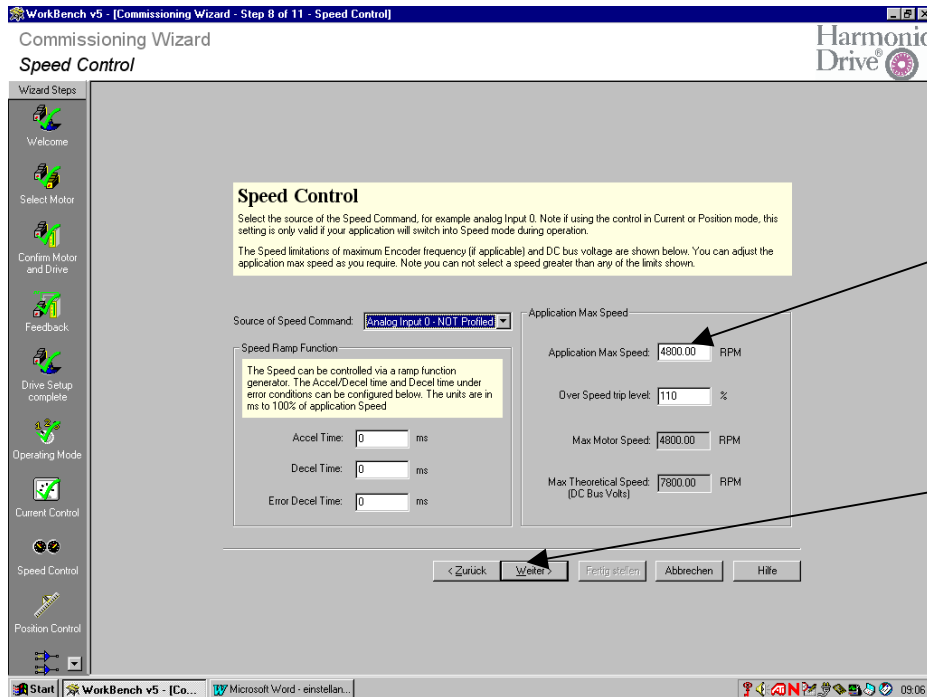 WorkBench v5 - [Commissioning Wizard - Step 8 of 11 - Speed Control]
Commissioning Wizard
Speed Control
Harmonic
Drive®
Wizard Steps
Welcome
Select Motor
Confirm Motor
and Drive
Feedback
Drive Setup
complete
Operating Mode
Current Control
Speed Control
Position Control
Speed Control
Select the source of the Speed Command, for example analog Input 0. Note if using the control in Current or Position mode, this
setting is only valid if your application will switch into Speed mode during operation.
The Speed limitations of maximum Encoder frequency (if applicable) and DC bus voltage are shown below. You can adjust the
application max speed as you require. Note you can not select a speed greater than any of the limits shown.
Source of Speed Command: Analog Input 0 - NOT Profiled
Speed Ramp Function
The Speed can be controlled via a ramp function
generator. The Accel/Decel time and Decel time under
error conditions can be configured below. The units are in
ms to 100% of application Speed
Accel Time: 0 ms
Decel Time: 0 ms
Error Decel Time: 0 ms
Application Max Speed
Application Max Speed: 4800.00 RPM
Over Speed trip level: 110 %
Max Motor Speed: 4800.00 RPM
Max Theoretical Speed: 7800.00 RPM
(DC Bus Volts)
< Zurück Weiter > Fertig stellen Abbrechen Hilfe
Start WorkBench v5 - [Co... Microsoft Word - einstellan... 09:06